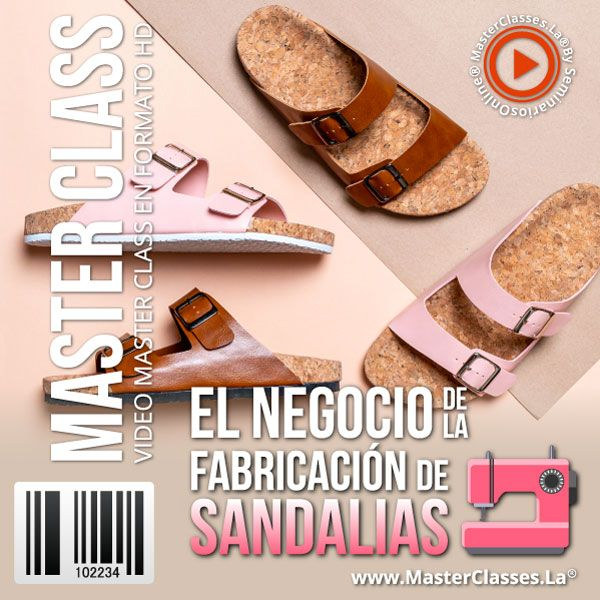 MASTER CLASS
VIDEO MASTER CLASS EN FORMATO HD
MasterClasses.La® By SeminariosOnline®
EL NEGOCIO DE LA
FABRICACIÓN DE
SANDALIAS
102234
www.MasterClasses.La®